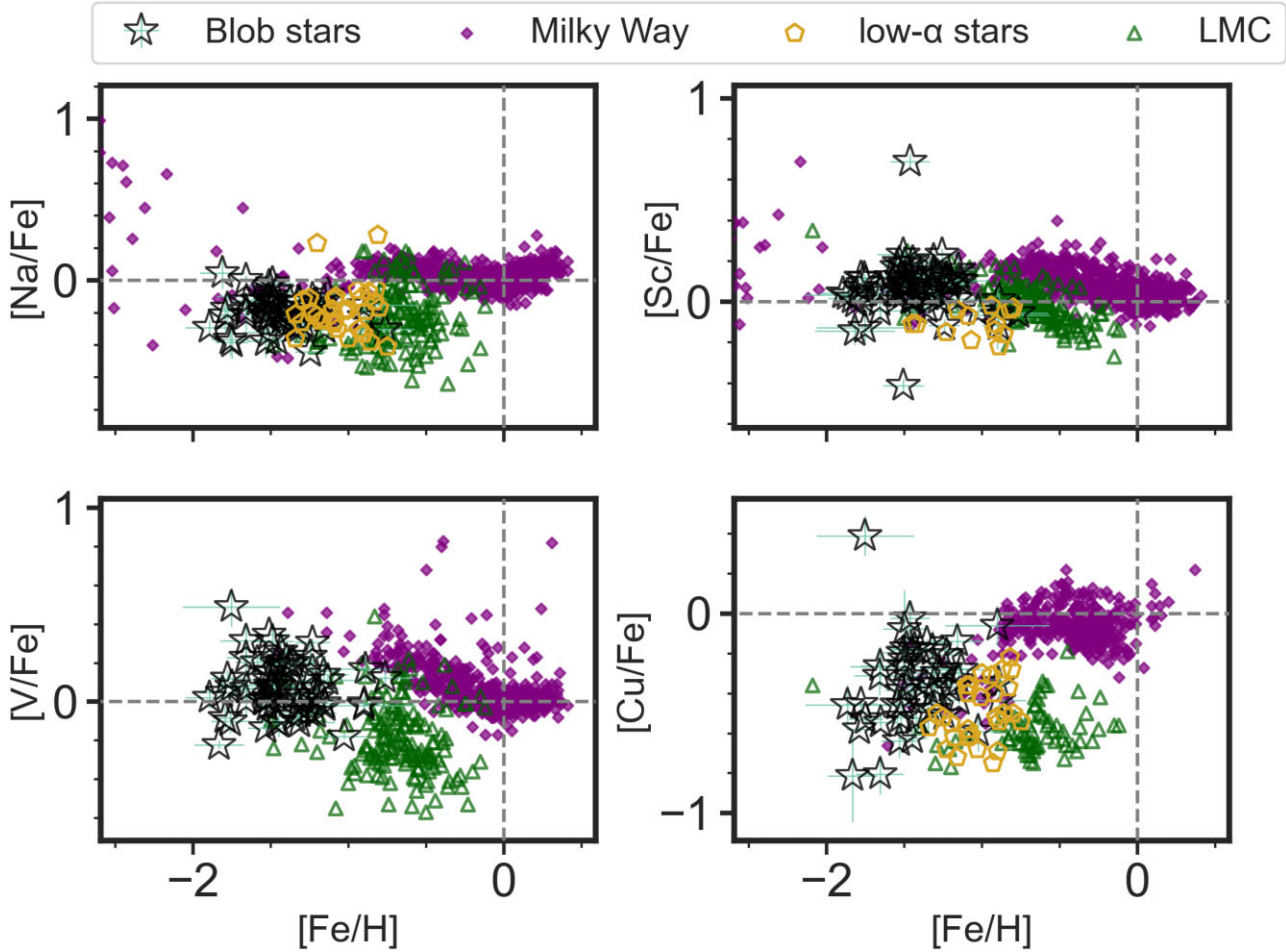 Blob stars Milky Way low-α stars LMC
1
0
[Na/Fe]
1
0
[Sc/Fe]
1
0
[V/Fe]
−2 0
[Fe/H]
0
−1
[Cu/Fe]
−2 0
[Fe/H]